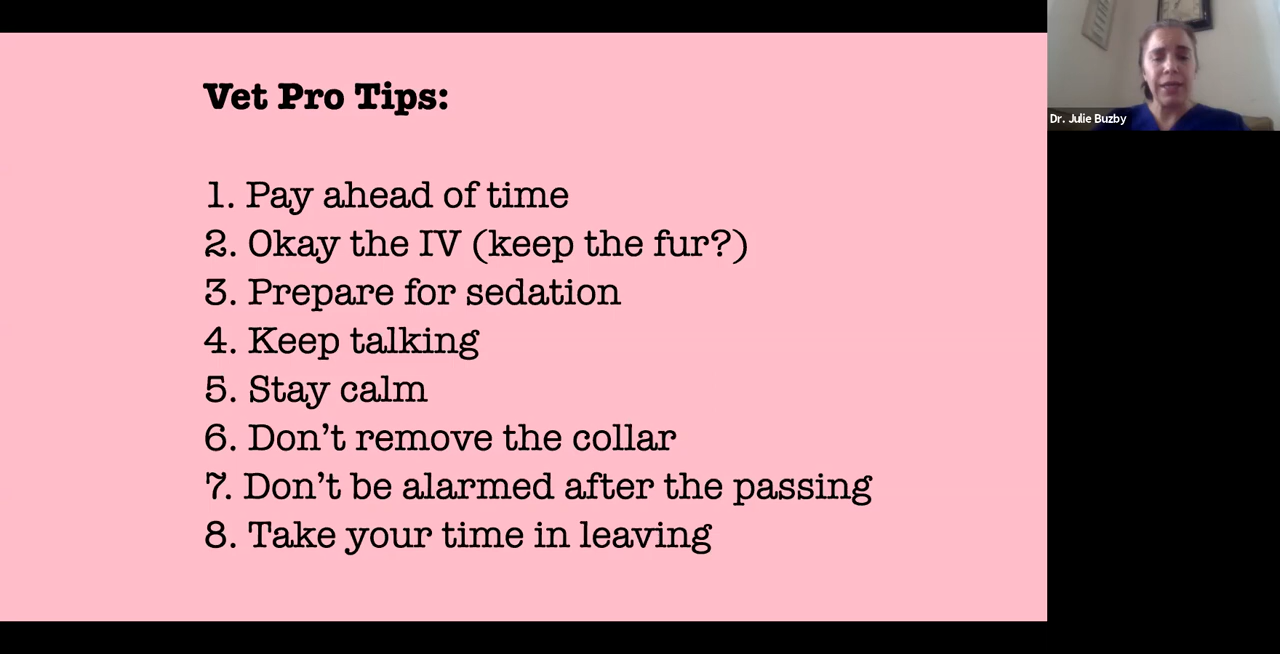 Vet Pro Tips:
1. Pay ahead of time
2. Okay the IV (keep the fur?)
3. Prepare for sedation
4. Keep talking
5. Stay calm
6. Don't remove the collar
7. Don't be alarmed after the passing
8. Take your time in leaving
Dr. Julie Buzby